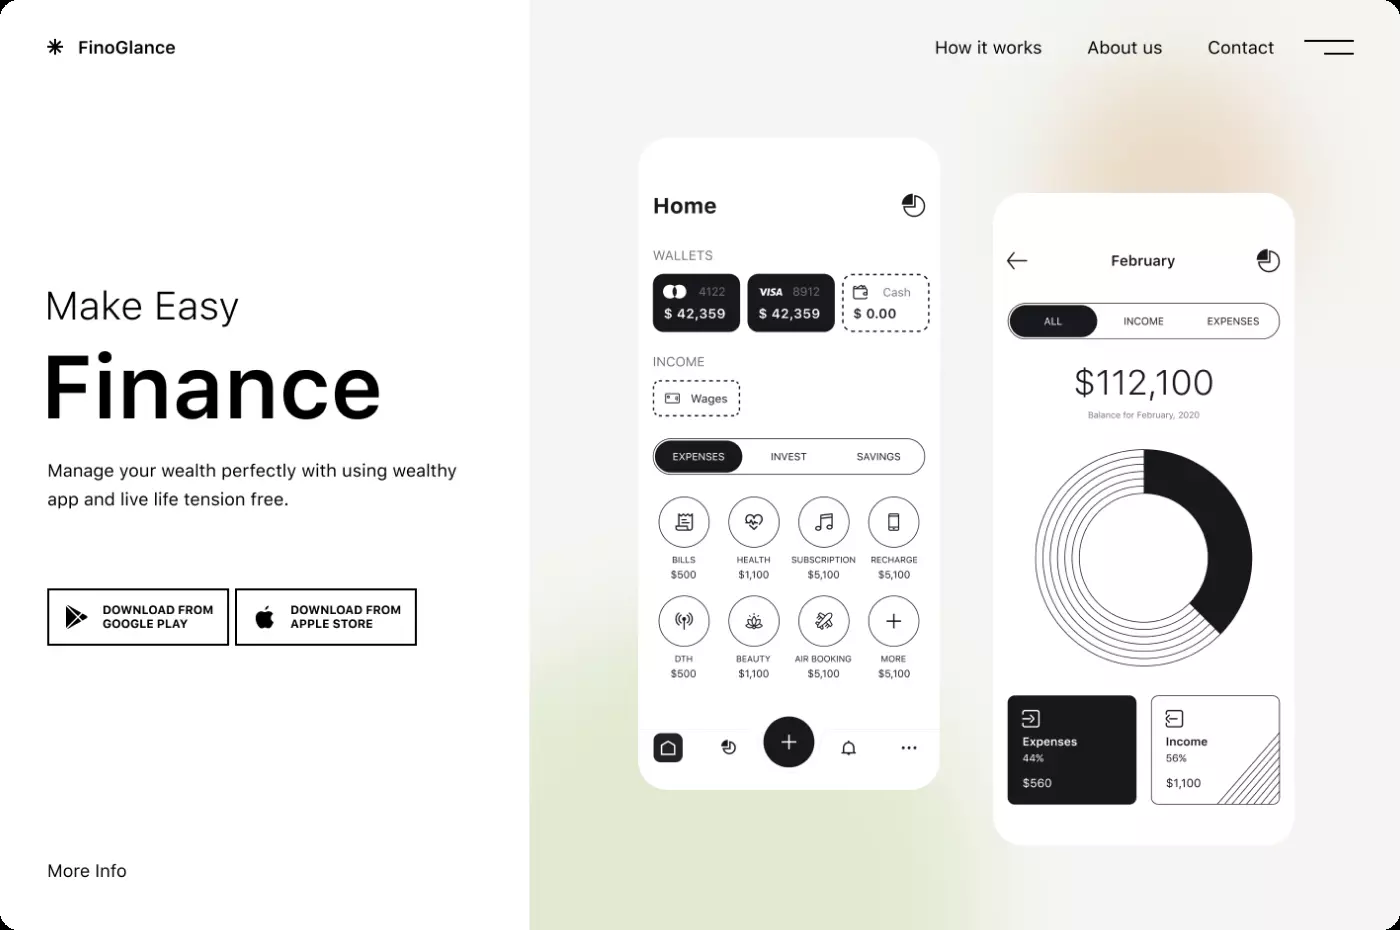 FinoGlance
How it works
About us
Contact
Make Easy
Finance
Manage your wealth perfectly with using wealthy
app and live life tension free.
DOWNLOAD FROM
GOOGLE PLAY
DOWNLOAD FROM
APPLE STORE
More Info
Home
WALLETS
4122
$ 42,359
VISA 8912
$ 42,359
Cash
$ 0.00
INCOME
Wages
EXPENSES INVEST SAVINGS
BILLS
$500
HEALTH
$1,100
SUBSCRIPTION
$5,100
RECHARGE
$5,100
DTH
$500
BEAUTY
$1,100
AIR BOOKING
$5,100
MORE
$5,100
February
ALL INCOME EXPENSES
$112,100
Balance for February, 2020
Expenses
44%
$560
Income
56%
$1,100